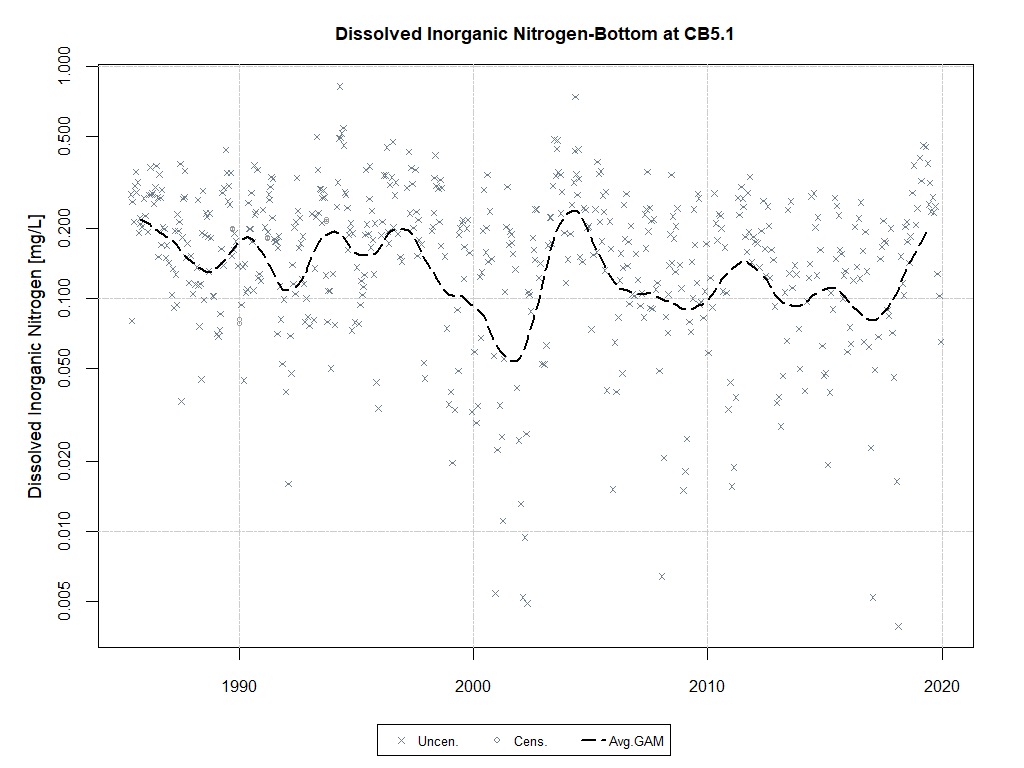 Dissolved Inorganic Nitrogen-Bottom at CB5.1
Dissolved Inorganic Nitrogen [mg/L]
1.000
0.500
0.200
0.100
0.050
0.020
0.010
0.005
1990 2000 2010 2020
Uncen. Cens. Avg.GAM